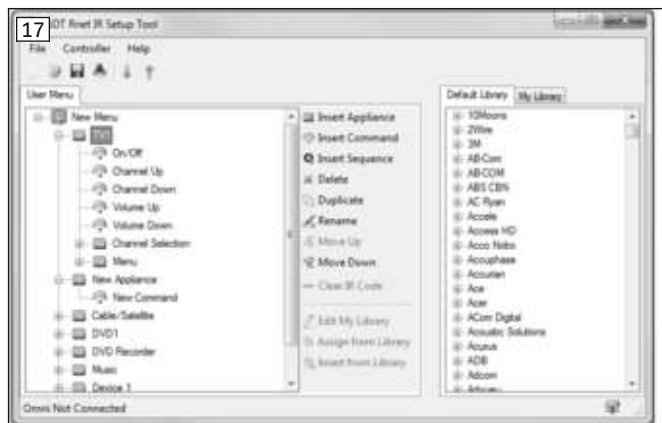 17
OT Rnet IR Setup Tool
File Controller Help
User Menu
New Menu
TV1
On/Off
Channel Up
Channel Down
Volume Up
Volume Down
Channel Selection
Menu
New Appliance
New Command
Cable/Satellite
DVD1
DVD Recorder
Music
Device 1
Insert Appliance
Insert Command
Insert Sequence
Delete
Duplicate
Rename
Move Up
Move Down
Clear IR Code
Edit My Library
Assign from Library
Insert from Library
Default Library My Library
10Moons
2Wire
3M
AB-Com
AB-COM
ABS CBN
AC Ryan
Accele
Access HD
Acco Nobo
Accuphase
Accurian
Ace
Acer
ACom Digital
Acoustic Solutions
Acurus
ADB
Adcom
Omni Not Connected